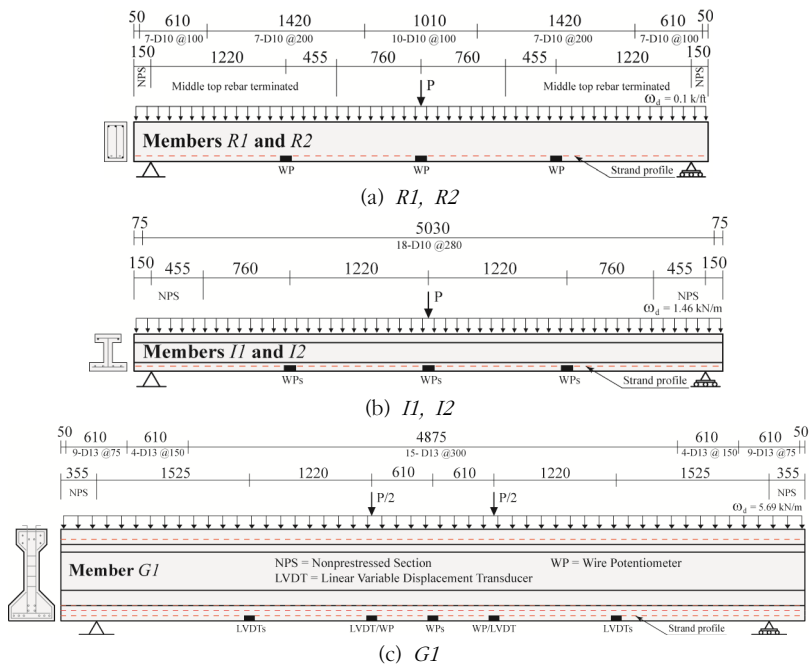 50 610 1420 1010 1420 610 50
7-D10 @100 7-D10 @200 10-D10 @100 7-D10 @200 7-D10 @100
150 1220 455 760 760 455 1220 150
NPS Middle top rebar terminated P Middle top rebar terminated NPS
ωd = 0.1 k/ft
Members R1 and R2
WP WP WP Strand profile
(a) R1, R2
75 5030 75
18-D10 @280
150 455 760 1220 1220 760 455 150
NPS P NPS
ωd = 1.46 kN/m
Members I1 and I2
WPs WPs WPs Strand profile
(b) I1, I2
50 610 610 4875 610 610 50
9-D13 @75 4-D13 @150 15- D13 @300 4-D13 @ 150 9-D13 @75
355 1525 1220 610 610 1220 1525 355
NPS P/2 P/2 NPS
ωd = 5.69 kN/m
Member G1 NPS = Nonprestressed Section WP = Wire Potentiometer
LVDT = Linear Variable Displacement Transducer
LVDTs LVDT/WP WPs WP/LVDT LVDTs Strand profile
(c) G1